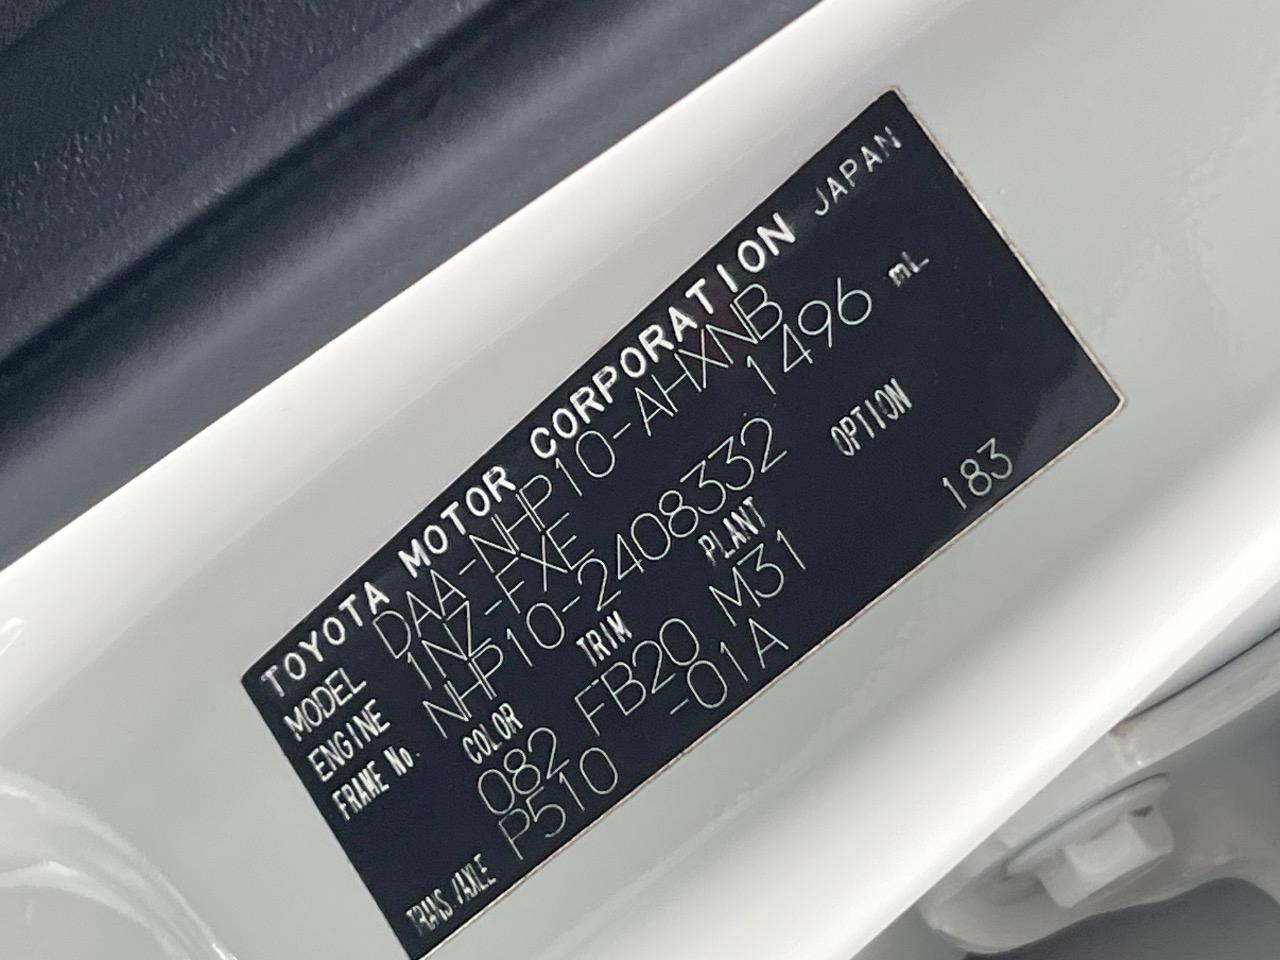 TOYOTA MOTOR CORPORATION JAPAN
MODEL DAA-NHP10-AHXNB
ENGINE 1NZ-FXE 1496 mL
FRAME No. NHP10-2408332
COLOR TRIM PLANT OPTION
082 FB20 M31 183
TRANS./AXLE P510 -01A